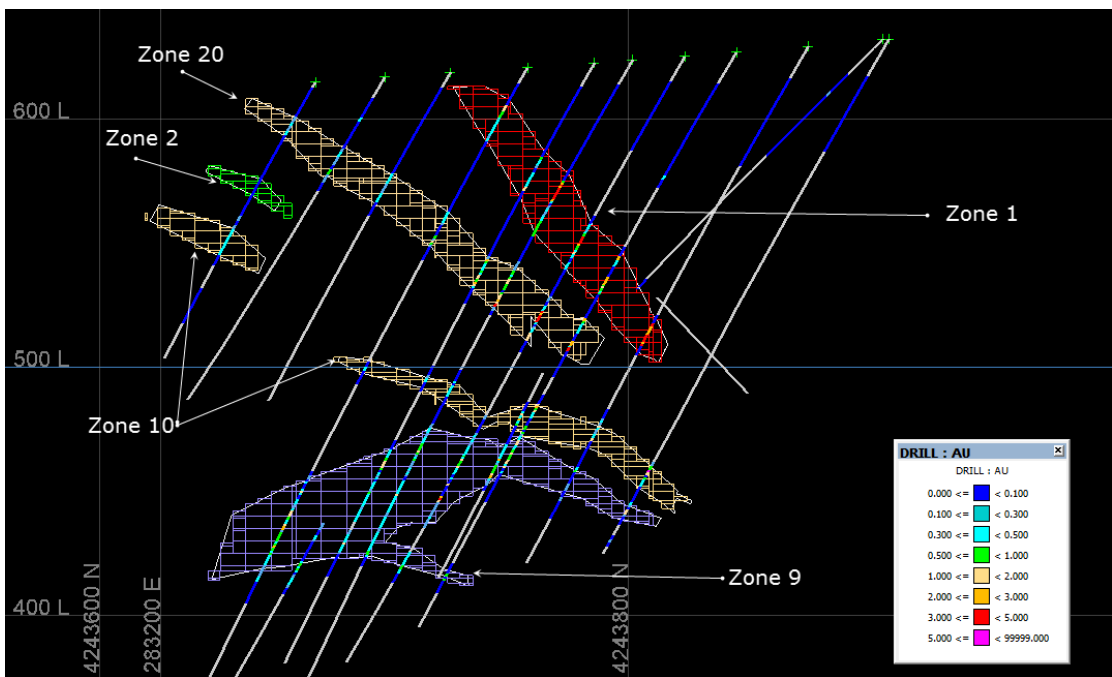 Zone 20
600 L
Zone 2
Zone 1
500 L
Zone 10
DRILL : AU
DRILL : AU
0.000 <= < 0.100
0.100 <= < 0.300
0.300 <= < 0.500
0.500 <= < 1.000
1.000 <= < 2.000
2.000 <= < 3.000
3.000 <= < 5.000
5.000 <= < 99999.000
Zone 9
400 L
4243600 N
283200 E
4243800 N